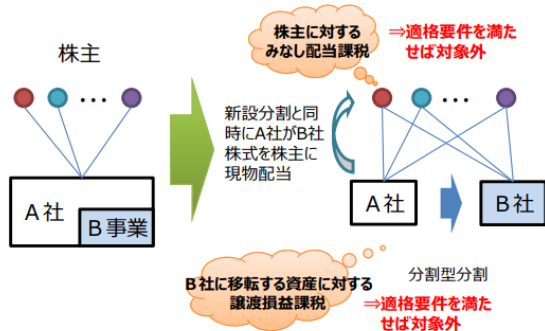 株主に対する
みなし配当課税
⇒適格要件を満た
せば対象外
株主
・・・
・・・
新設分割と同
時にA社がB社
株式を株主に
現物配当
A社
B事業
A社
B社
B社に移転する資産に対する
譲渡損益課税
分割型分割
⇒適格要件を満た
せば対象外